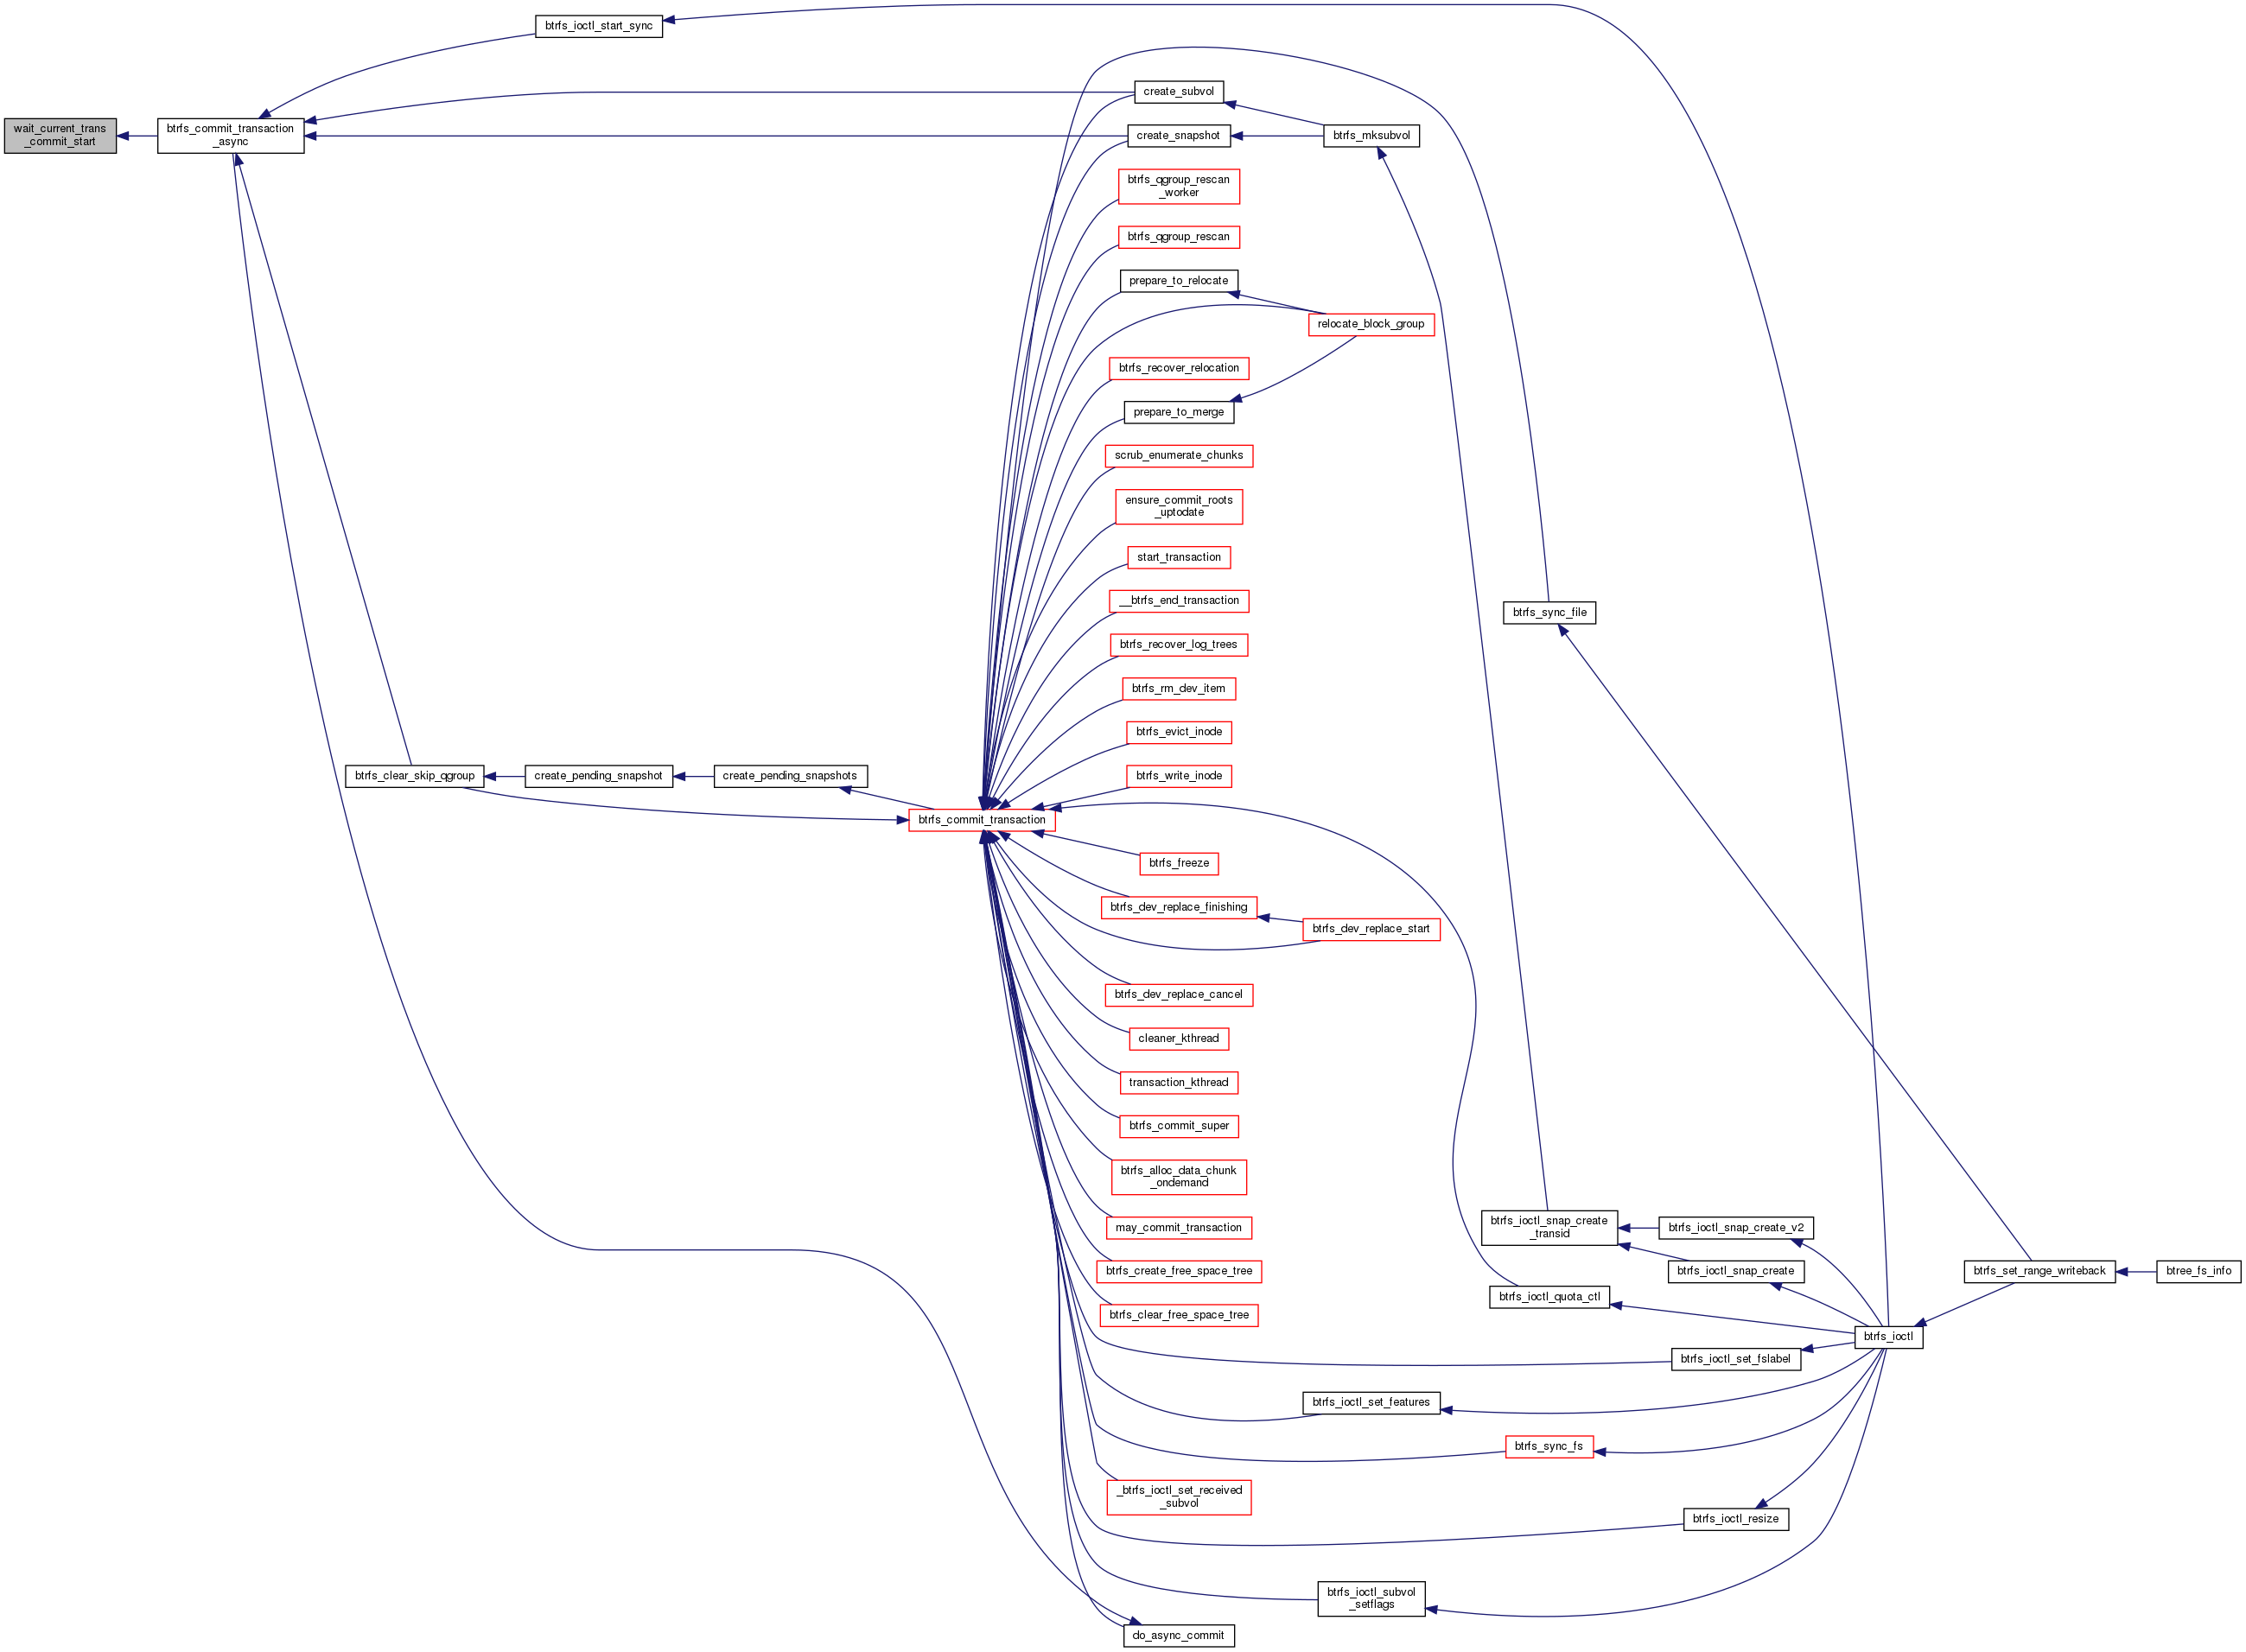 btrfs_ioctl_start_sync
create_subvol
wait_current_trans
_commit_start
btrfs_commit_transaction
_async
create_snapshot
btrfs_mksubvol
btrfs_qgroup_rescan
_worker
btrfs_qgroup_rescan
prepare_to_relocate
relocate_block_group
btrfs_recover_relocation
prepare_to_merge
scrub_enumerate_chunks
ensure_commit_roots
_uptodate
start_transaction
__btrfs_end_transaction
btrfs_sync_file
btrfs_recover_log_trees
btrfs_rm_dev_item
btrfs_evict_inode
btrfs_clear_skip_qgroup
create_pending_snapshot
create_pending_snapshots
btrfs_write_inode
btrfs_commit_transaction
btrfs_freeze
btrfs_dev_replace_finishing
btrfs_dev_replace_start
btrfs_dev_replace_cancel
cleaner_kthread
transaction_kthread
btrfs_commit_super
btrfs_alloc_data_chunk
_ondemand
may_commit_transaction
btrfs_ioctl_snap_create
_transid
btrfs_ioctl_snap_create_v2
btrfs_create_free_space_tree
btrfs_ioctl_snap_create
btrfs_set_range_writeback
btree_fs_info
btrfs_ioctl_quota_ctl
btrfs_clear_free_space_tree
btrfs_ioctl
btrfs_ioctl_set_fslabel
btrfs_ioctl_set_features
btrfs_sync_fs
_btrfs_ioctl_set_received
_subvol
btrfs_ioctl_resize
btrfs_ioctl_subvol
_setflags
do_async_commit